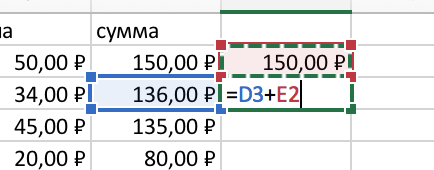 на сумма
50,00 ₽ 150,00 ₽ 150,00 ₽
34,00 ₽ 136,00 ₽ =D3+E2
45,00 ₽ 135,00 ₽
20,00 ₽ 80,00 ₽